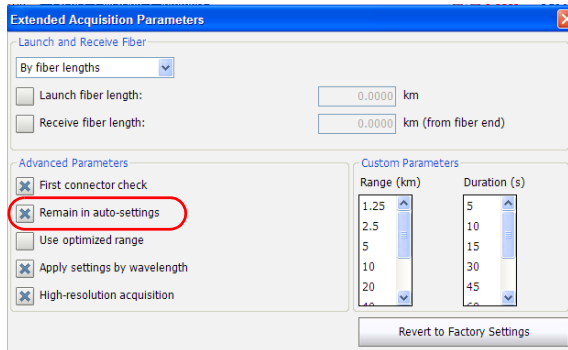 Extended Acquisition Parameters
Launch and Receive Fiber
By fiber lengths
Launch fiber length: 0.0000 km
Receive fiber length: 0.0000 km (from fiber end)
Advanced Parameters
First connector check
Remain in auto-settings
Use optimized range
Apply settings by wavelength
High-resolution acquisition
Custom Parameters
Range (km) Duration (s)
1.25 5
2.5 10
5 15
10 30
20 45
Revert to Factory Settings